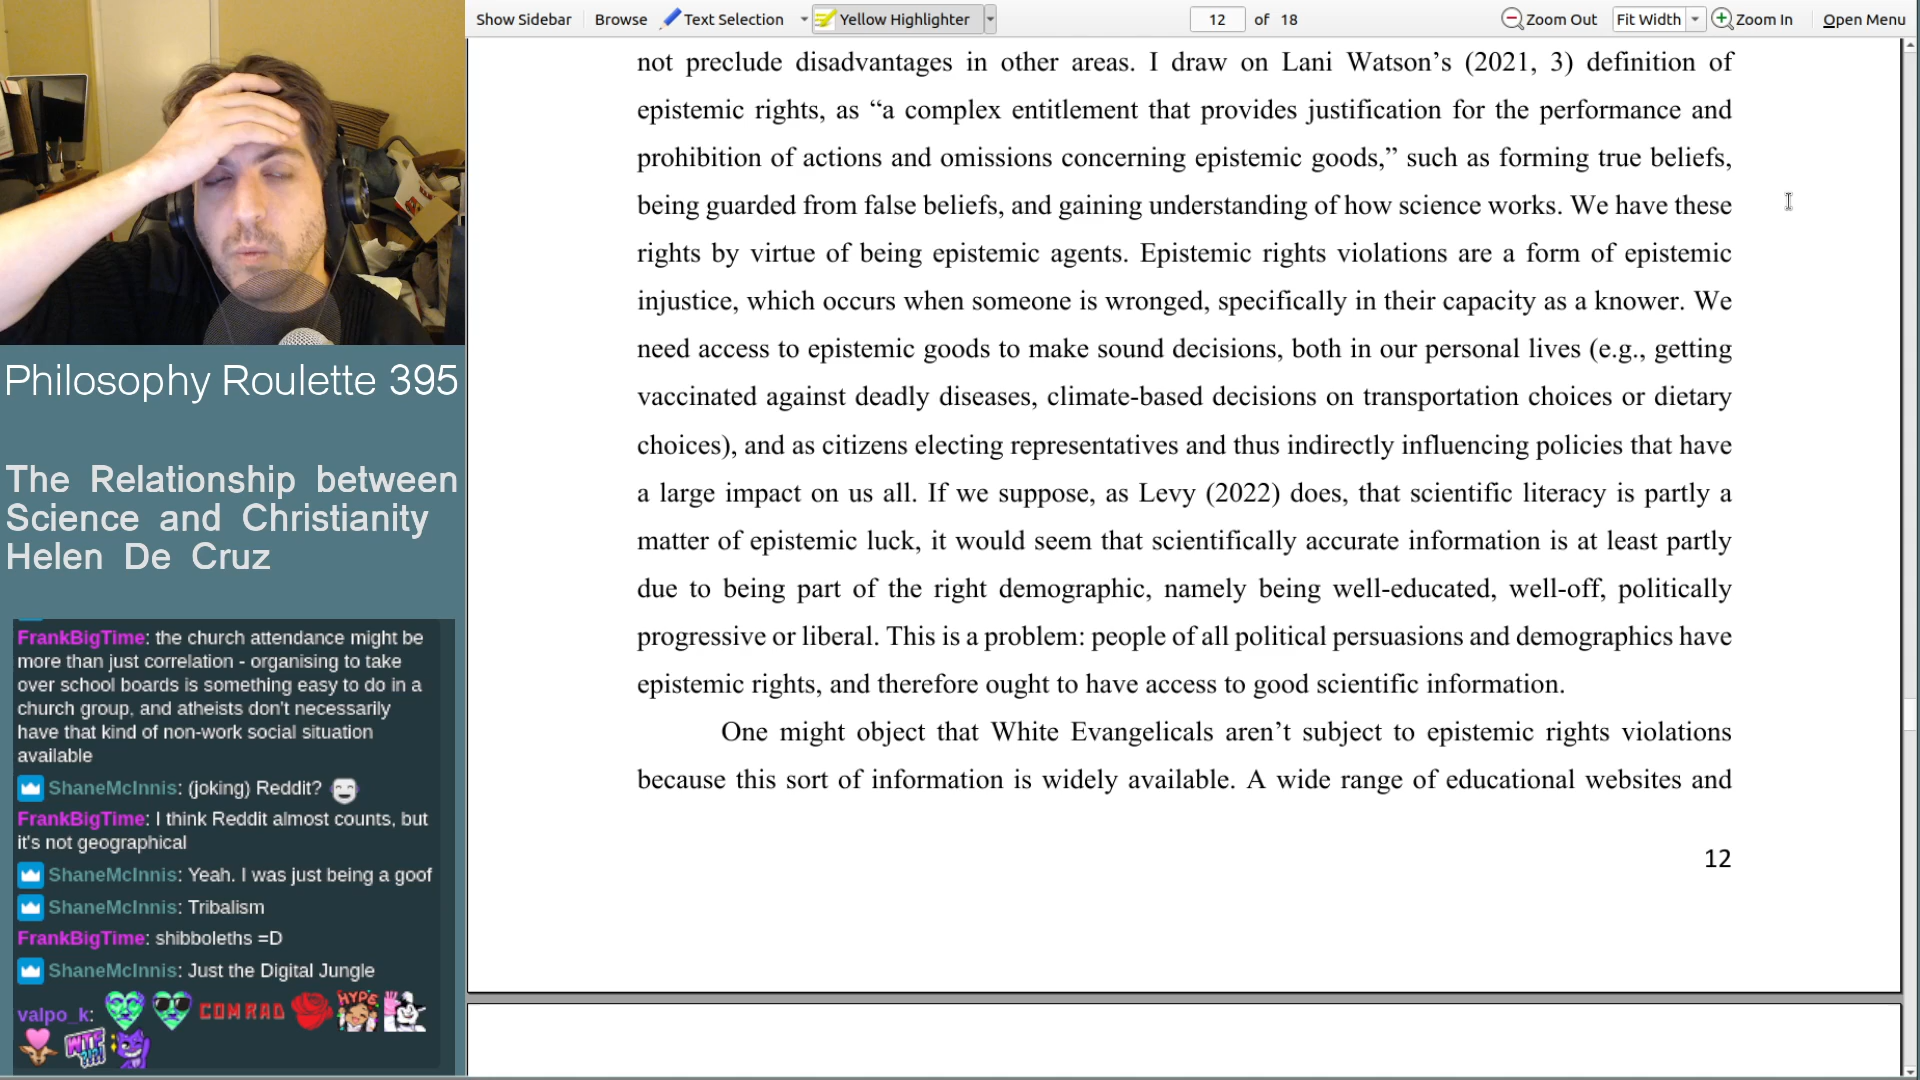 Show Sidebar Browse Text Selection Yellow Highlighter 12 of 18 Zoom Out Fit Width Zoom In Open Menu
not preclude disadvantages in other areas. I draw on Lani Watson’s (2021, 3) definition of
epistemic rights, as “a complex entitlement that provides justification for the performance and
prohibition of actions and omissions concerning epistemic goods,” such as forming true beliefs,
being guarded from false beliefs, and gaining understanding of how science works. We have these
rights by virtue of being epistemic agents. Epistemic rights violations are a form of epistemic
injustice, which occurs when someone is wronged, specifically in their capacity as a knower. We
need access to epistemic goods to make sound decisions, both in our personal lives (e.g., getting
vaccinated against deadly diseases, climate-based decisions on transportation choices or dietary
choices), and as citizens electing representatives and thus indirectly influencing policies that have
a large impact on us all. If we suppose, as Levy (2022) does, that scientific literacy is partly a
matter of epistemic luck, it would seem that scientifically accurate information is at least partly
due to being part of the right demographic, namely being well-educated, well-off, politically
progressive or liberal. This is a problem: people of all political persuasions and demographics have
epistemic rights, and therefore ought to have access to good scientific information.
One might object that White Evangelicals aren’t subject to epistemic rights violations
because this sort of information is widely available. A wide range of educational websites and
12
Philosophy Roulette 395
The Relationship between
Science and Christianity
Helen De Cruz
FrankBigTime: the church attendance might be
more than just correlation - organising to take
over school boards is something easy to do in a
church group, and atheists don't necessarily
have that kind of non-work social situation
available
ShaneMcInnis: (joking) Reddit?
FrankBigTime: I think Reddit almost counts, but
it's not geographical
ShaneMcInnis: Yeah. I was just being a goof
ShaneMcInnis: Tribalism
FrankBigTime: shibboleths =D
ShaneMcInnis: Just the Digital Jungle
valpo_k: COMRAD HYPE
WTF?!?!